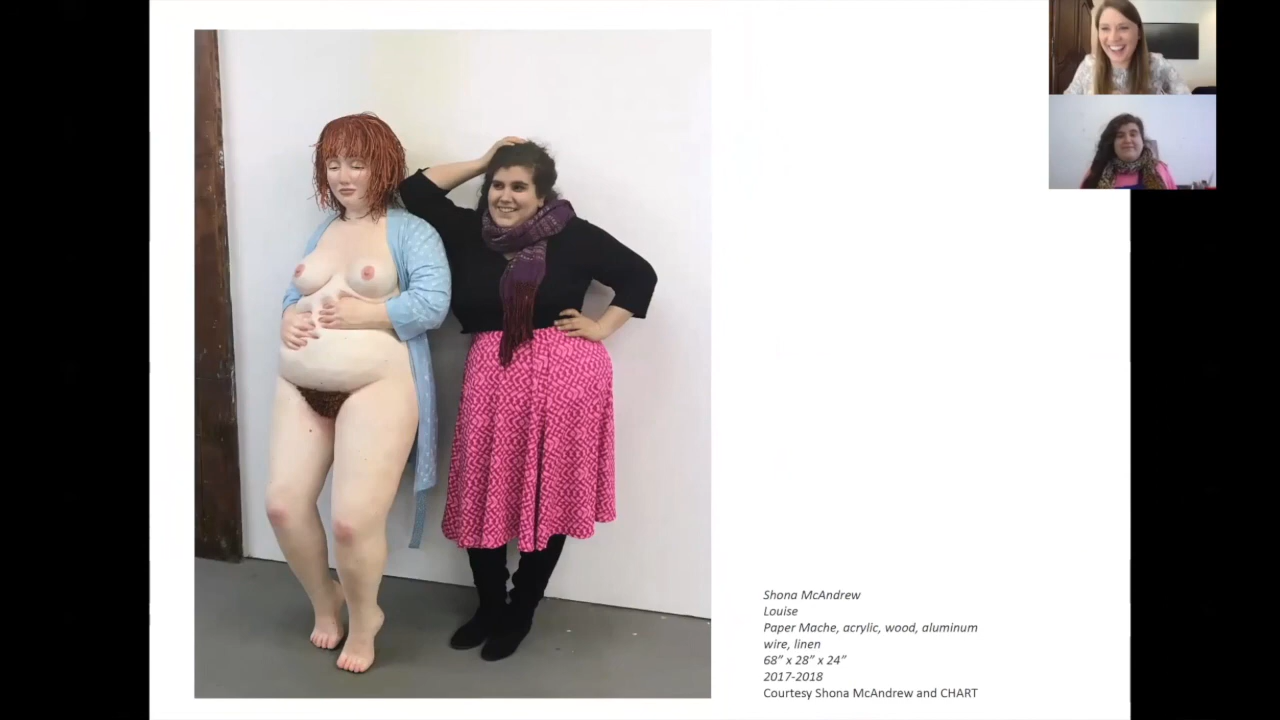 Shona McAndrew
Louise
Paper Mache, acrylic, wood, aluminum
wire, linen
68” x 28” x 24”
2017-2018
Courtesy Shona McAndrew and CHART